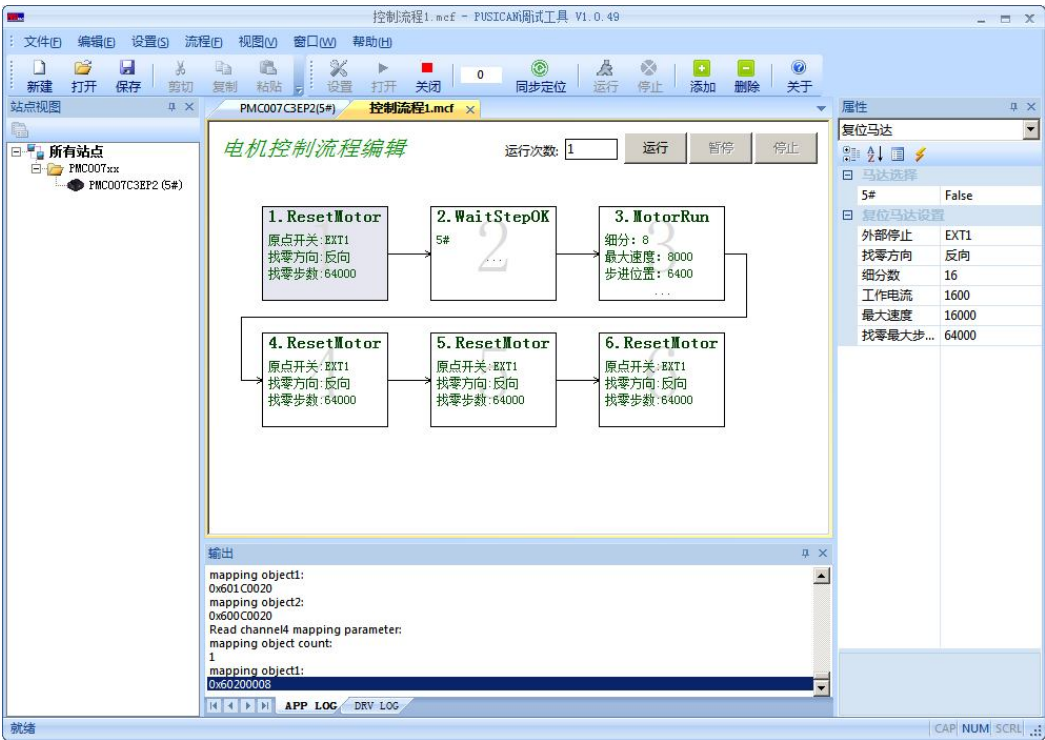 控制流程1.mcf - PUSICAN调试工具 V1.0.49
文件(F) 编辑(E) 设置(S) 流程(F) 视图(V) 窗口(W) 帮助(H)
新建 打开 保存 剪切 复制 粘贴 设置 打开 关闭 0 同步定位 运行 停止 添加 删除 关于
站点视图
所有站点
PMC007xx
PMC007C3EP2 (5#)
PMC007C3EP2(5#) 控制流程1.mcf
电机控制流程编辑
运行次数: 1 运行 暂停 停止
1
1.ResetMotor
原点开关:EXT1
找零方向:反向
找零步数:64000
2
2.WaitStepOK
5#
...
3
3.MotorRun
细分: 8
最大速度: 8000
步进位置: 6400
...
4
4.ResetMotor
原点开关:EXT1
找零方向:反向
找零步数:64000
5
5.ResetMotor
原点开关:EXT1
找零方向:反向
找零步数:64000
6
6.ResetMotor
原点开关:EXT1
找零方向:反向
找零步数:64000
输出
mapping object1:
0x601C0020
mapping object2:
0x600C0020
Read channel4 mapping parameter:
mapping object count:
1
mapping object1:
0x60200008
APP LOG DRV LOG
属性
复位马达
马达选择
5# False
复位马达设置
外部停止 EXT1
找零方向 反向
细分数 16
工作电流 1600
最大速度 16000
找零最大步... 64000
就绪
CAP NUM SCRL